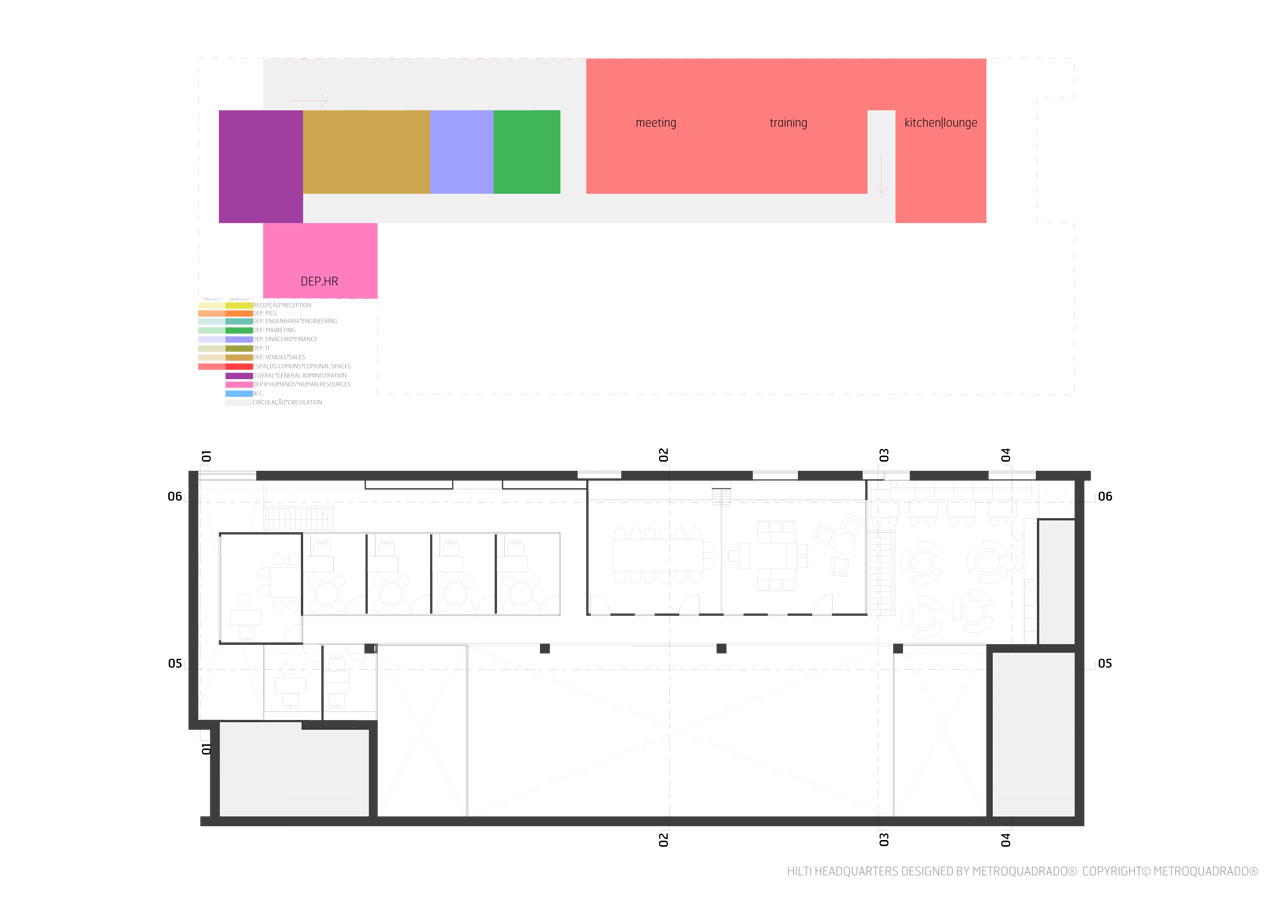 meeting
training
kitchen|lounge
DEP.HR
RECEPÇÃO*RECEPTION
DEP. MCS
DEP. ENGENHARIA*ENGINEERING
DEP. MARKETING
DEP. FINACEIRO*FINANCE
DEP. IT
DEP. VENDAS*SALES
ESPAÇOS COMUNS*COMUNAL SPACES
D.GERAL*GENERAL ADMINISTRATION
DEP.R.HUMANOS*HUMAN RESOURCES
W.C.
CIRCULAÇÃO*CIRCULATION
01
02
03
04
06
06
05
05
01
02
03
04
HILTI HEADQUARTERS DESIGNED BY METROQUADRADO® COPYRIGHT© METROQUADRADO®